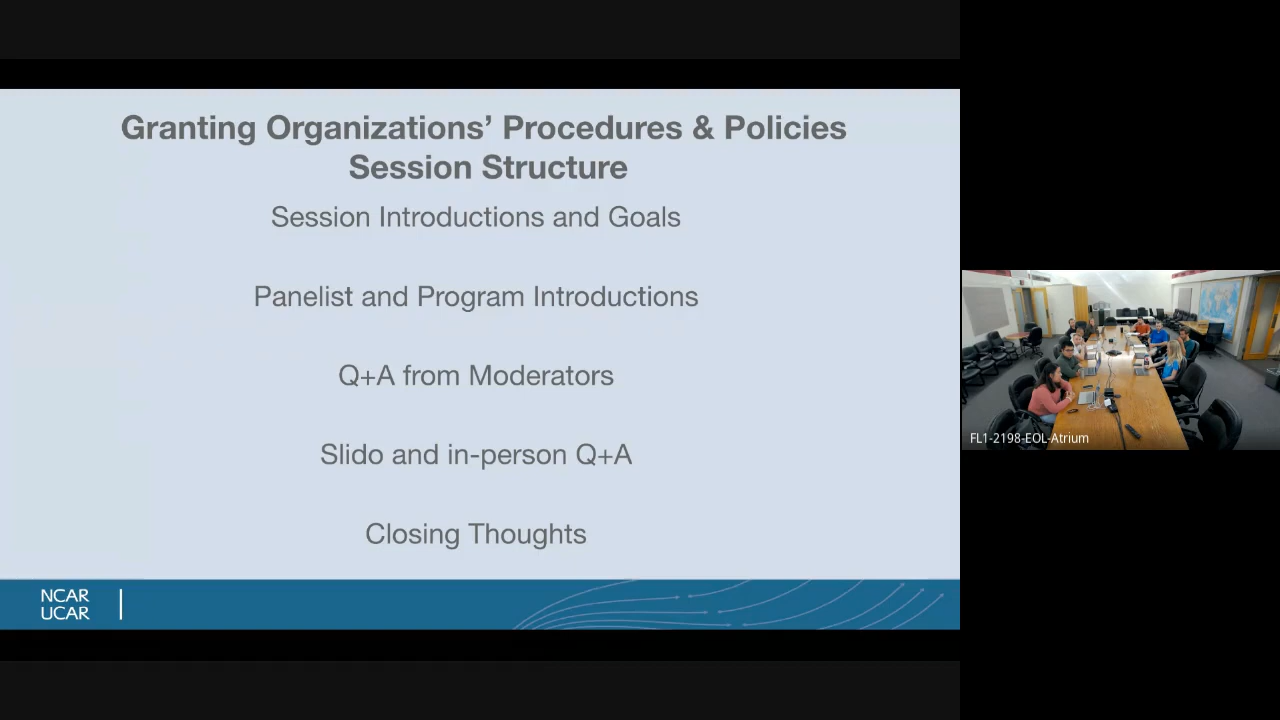 Granting Organizations’ Procedures & Policies
Session Structure
Session Introductions and Goals
Panelist and Program Introductions
Q+A from Moderators
Slido and in-person Q+A
Closing Thoughts
NCAR
UCAR
FL1-2198-EOL-Atrium